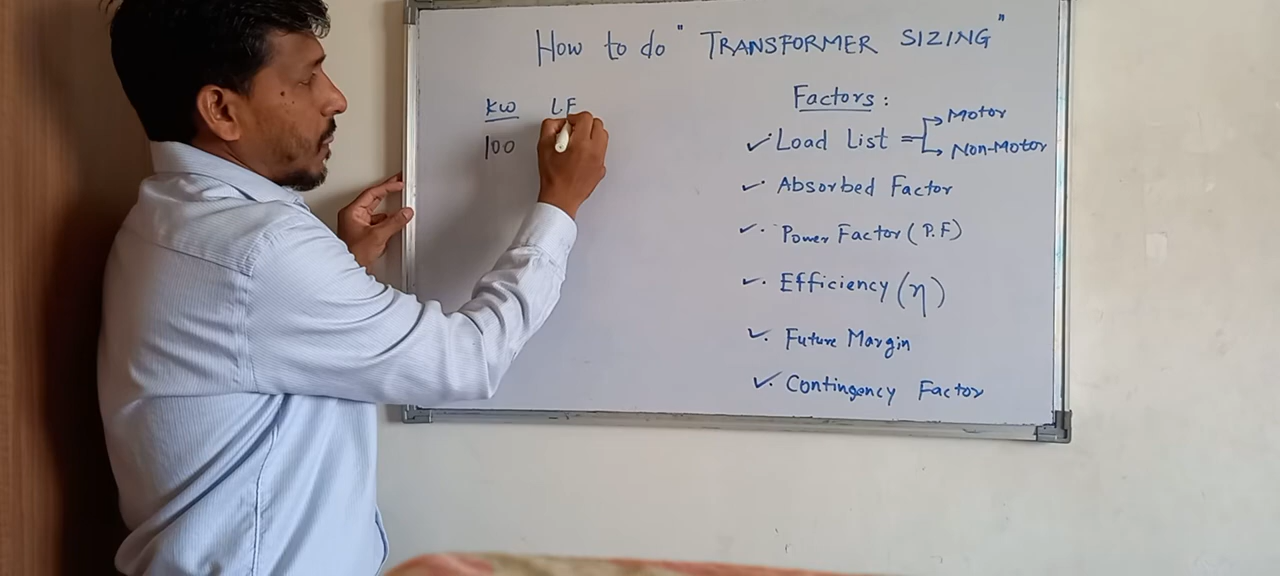 How to do "TRANSFORMER SIZING"
KW L.F
100
Factors:
✓ Load List = → Motor
→ Non-Motor
✓ Absorbed Factor
✓ Power Factor (P.F)
✓ Efficiency (η)
✓ Future Margin
✓ Contingency Factor